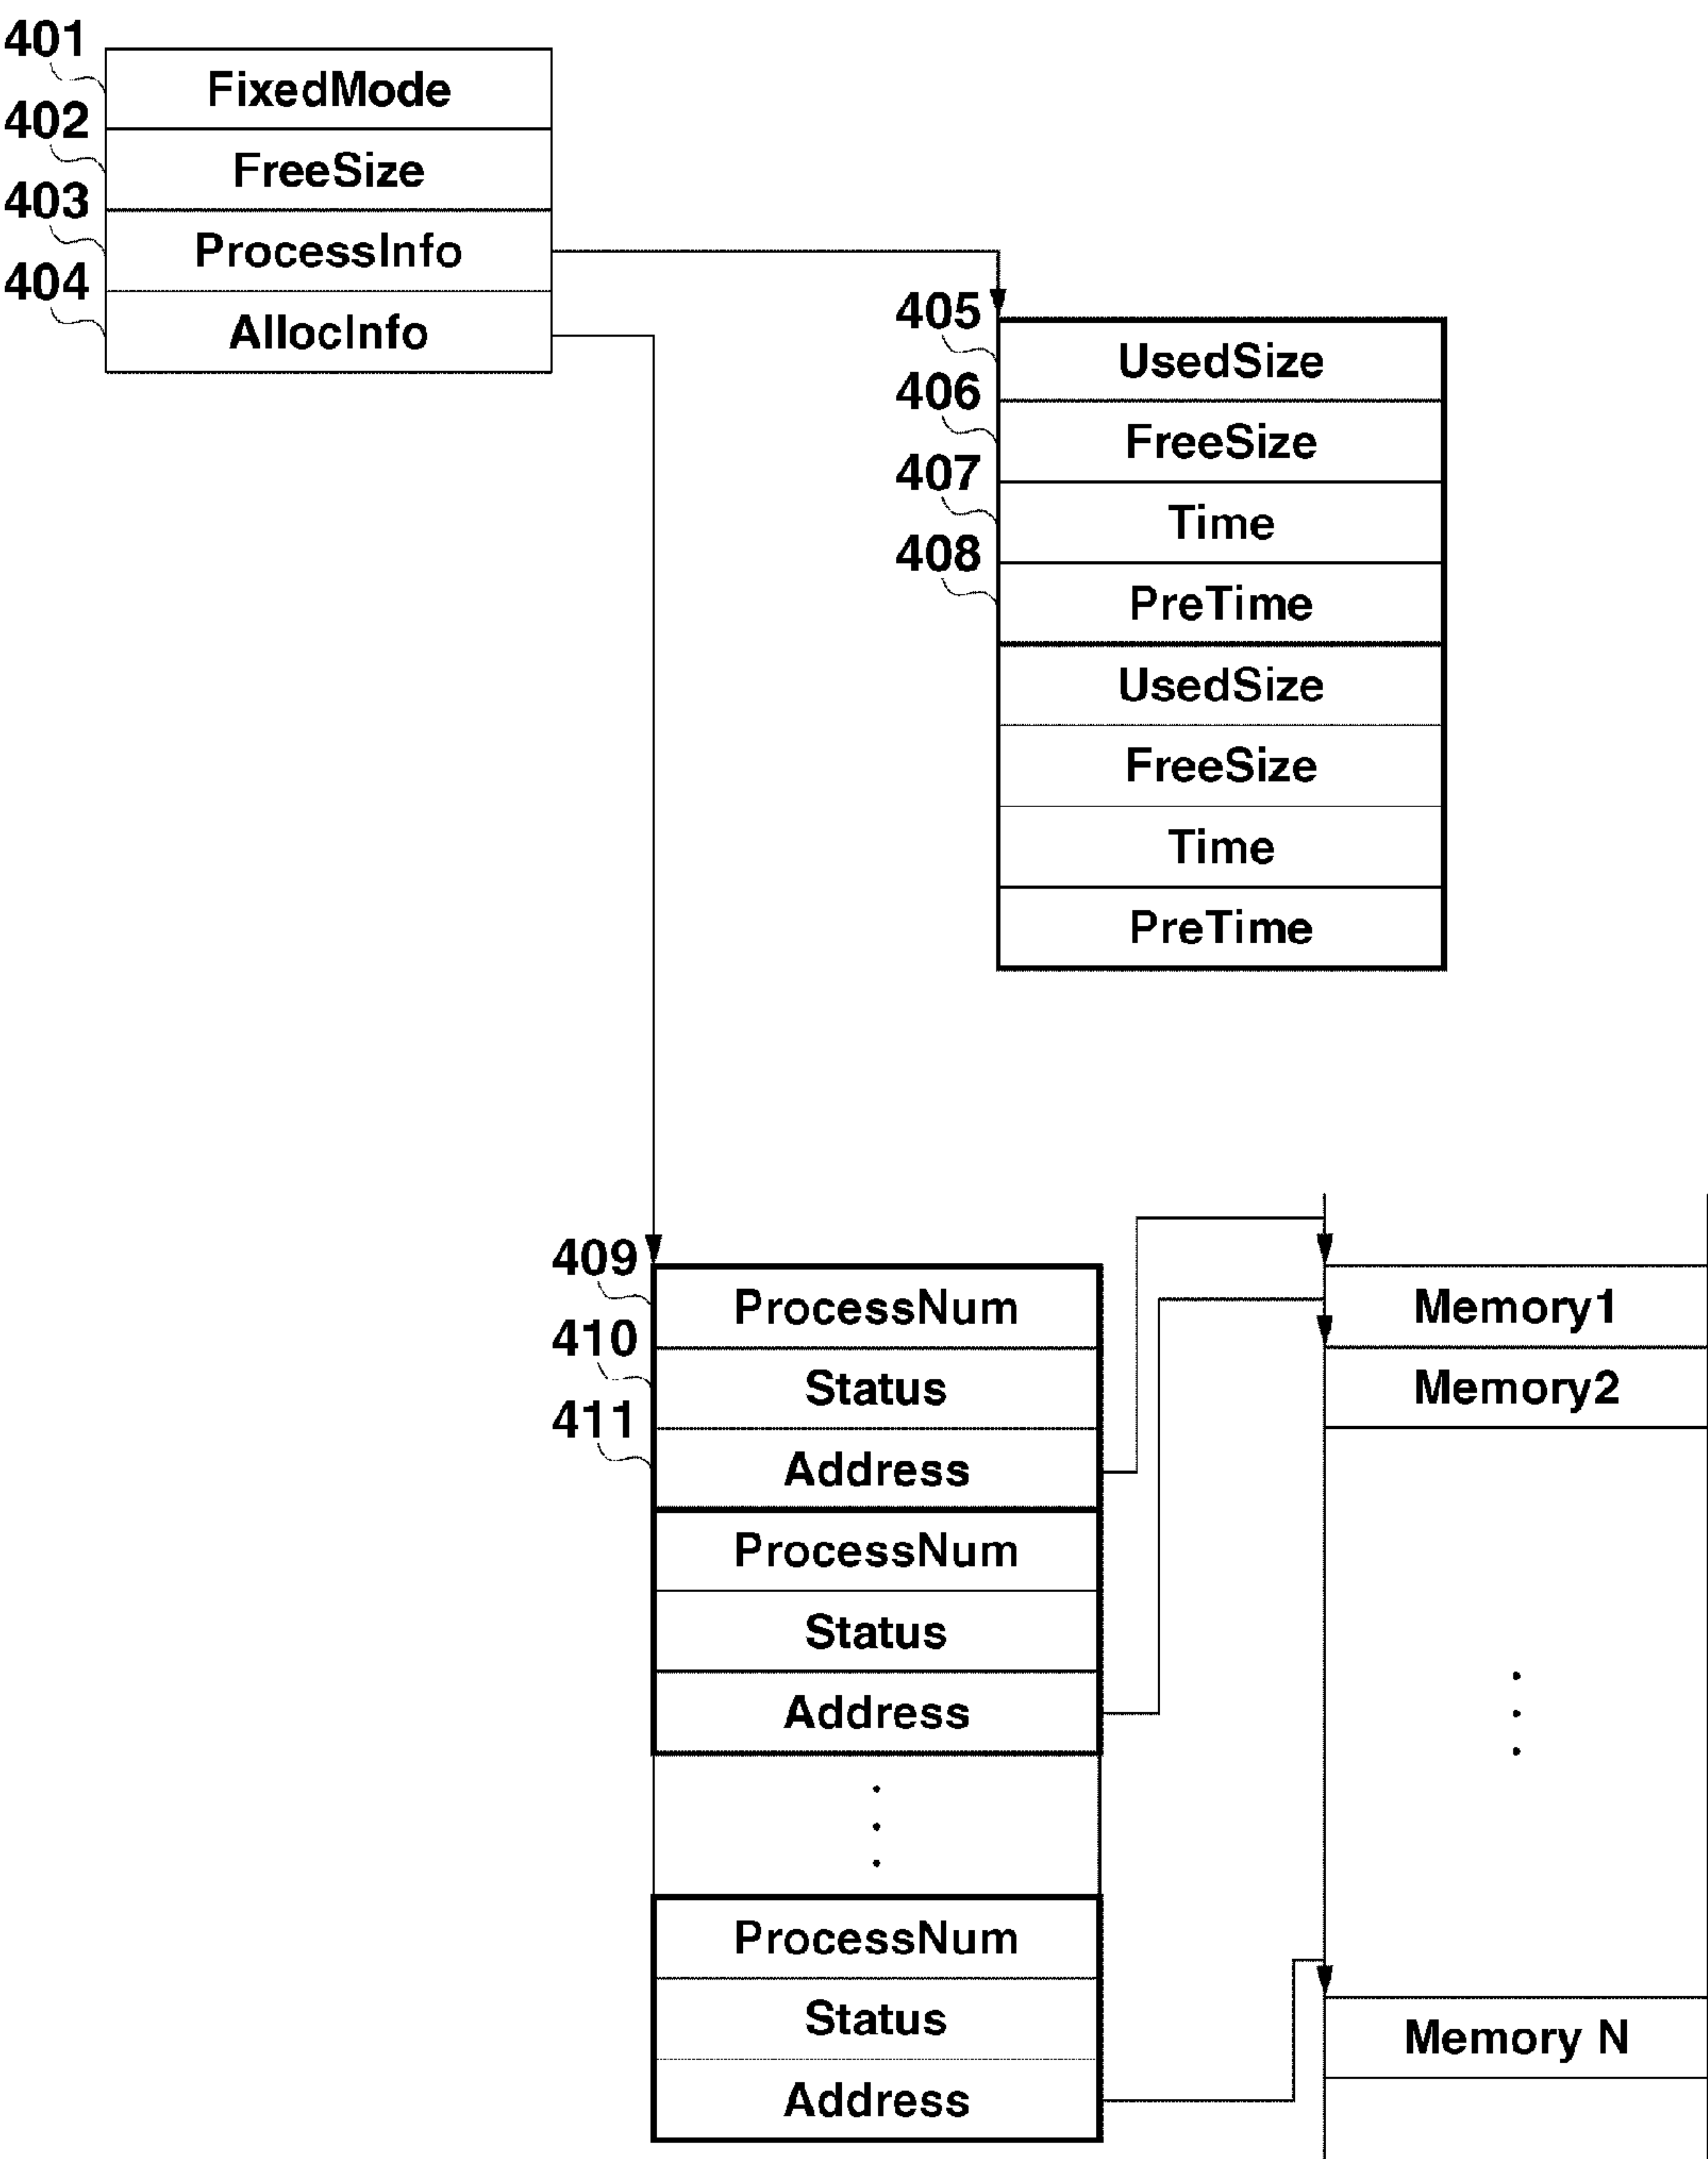 401
FixedMode
402
FreeSize
403
ProcessInfo
404
AllocInfo
405
UsedSize
406
FreeSize
407
Time
408
PreTime
UsedSize
FreeSize
Time
PreTime
409
ProcessNum
410
Status
411
Address
ProcessNum
Status
Address
ProcessNum
Status
Address
Memory1
Memory2
Memory N